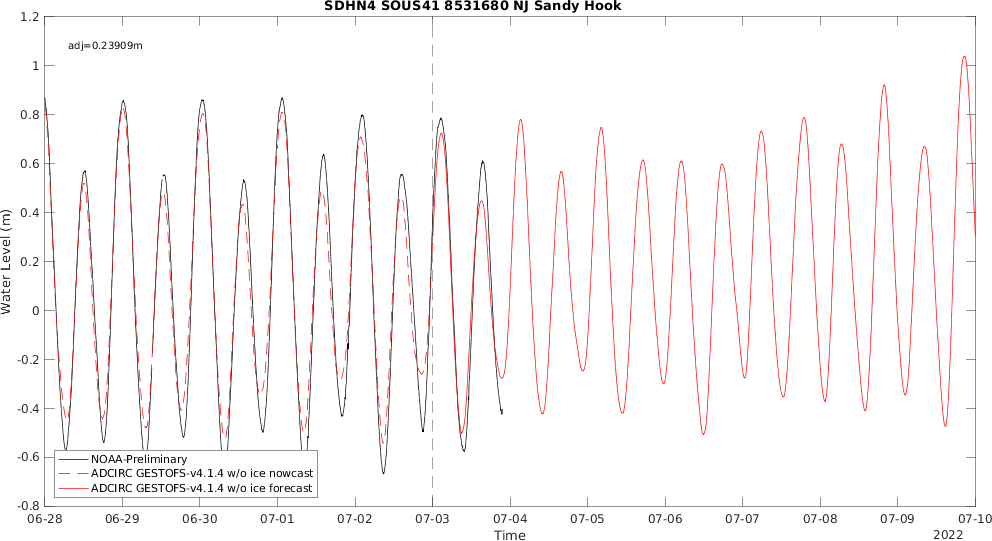 SDHN4 SOUS41 8531680 NJ Sandy Hook
adj=0.23909m
Water Level (m)
1.2
1
0.8
0.6
0.4
0.2
0
-0.2
-0.4
-0.6
-0.8
NOAA-Preliminary
ADCIRC GESTOFS-v4.1.4 w/o ice nowcast
ADCIRC GESTOFS-v4.1.4 w/o ice forecast
06-28 06-29 06-30 07-01 07-02 07-03 07-04 07-05 07-06 07-07 07-08 07-09 07-10
Time
2022